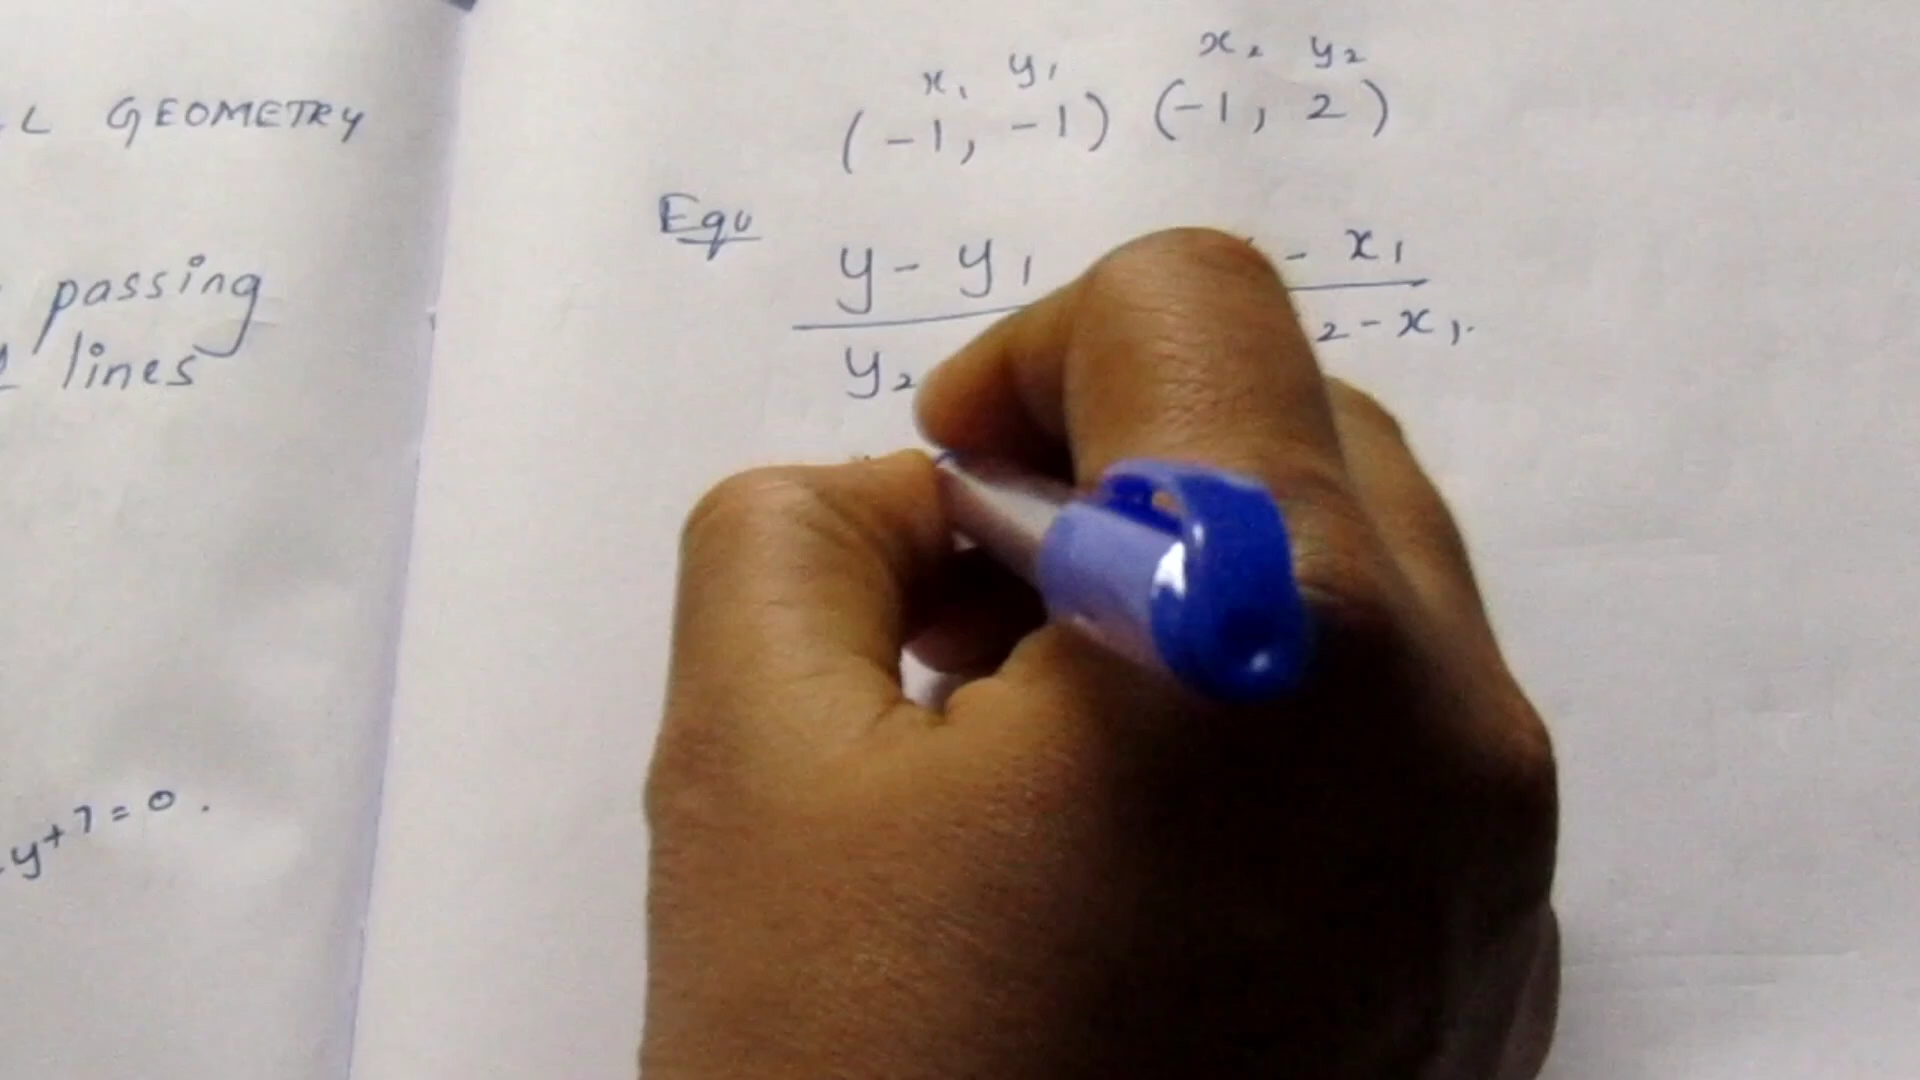 GEOMETRY
passing
lines
y+7=0.
x₁ y₁ x₂ y₂
(-1, -1) (-1, 2)
Equ
y - y₁ - x₁
y₂ ₂ - x₁.